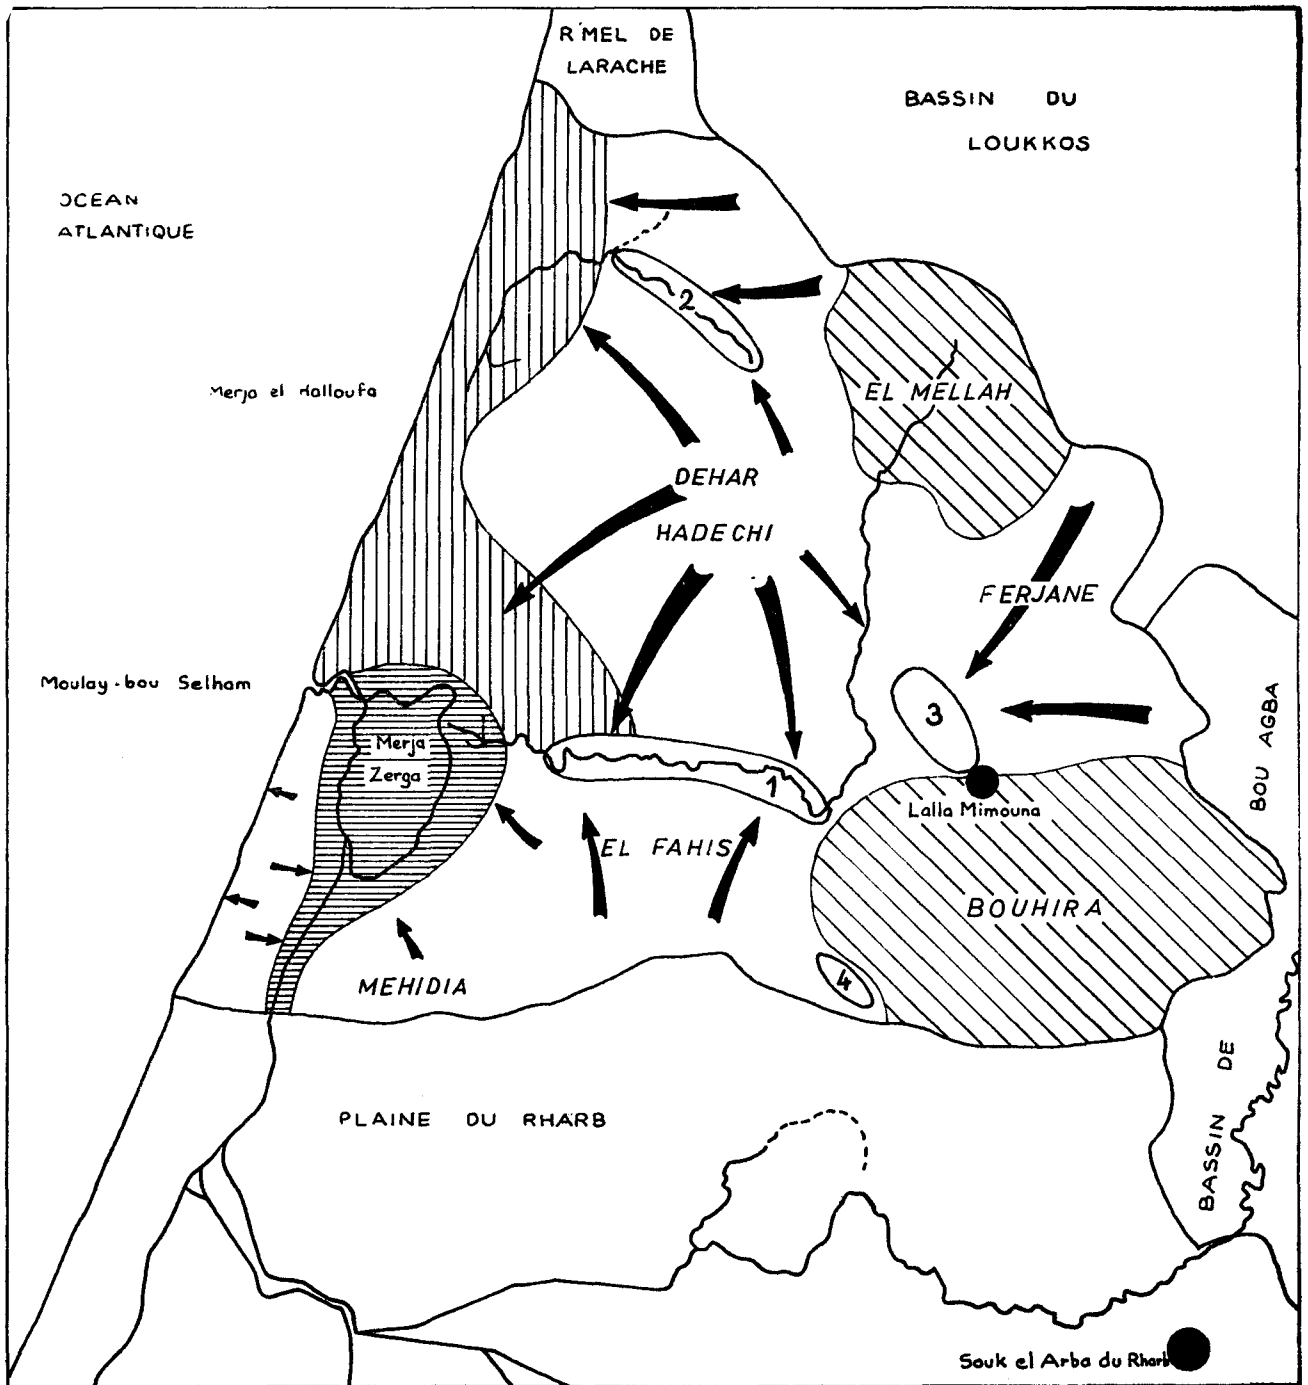 R'MEL DE
LARACHE
BASSIN DU
LOUKKOS
OCEAN
ATLANTIQUE
2
Merja el Halloufa
EL MELLAH
DEHAR
HADECHI
FERJANE
Moulay-bou Selham
3
BOU AGBA
Merja
Zerga
1
Lalla Mimouna
EL FAHIS
BOUHIRA
4
MEHIDIA
PLAINE DU RHARB
BASSIN DE
Souk el Arba du Rharb